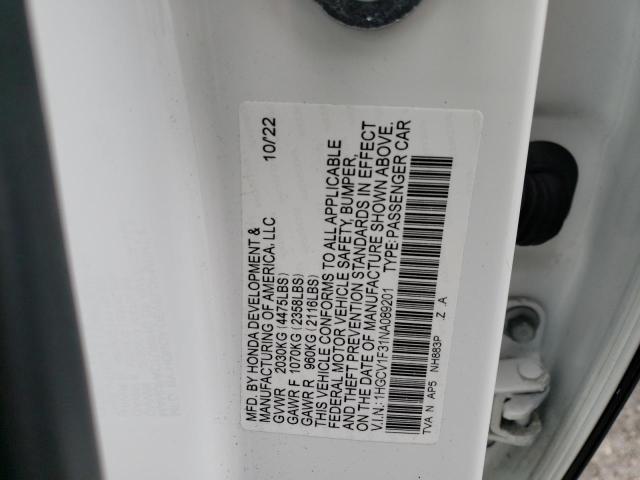 MFD. BY HONDA DEVELOPMENT & 10/22
MANUFACTURING OF AMERICA, LLC
GVWR 2030KG (4475LBS)
GAWR F 1070KG (2358LBS)
GAWR R 960KG (2116LBS)
THIS VEHICLE CONFORMS TO ALL APPLICABLE
FEDERAL MOTOR VEHICLE SAFETY, BUMPER,
AND THEFT PREVENTION STANDARDS IN EFFECT
ON THE DATE OF MANUFACTURE SHOWN ABOVE.
V.I.N.:1HGCV1F31NA089201 TYPE:PASSENGER CAR
TVA N AP5 NH883P Z .A